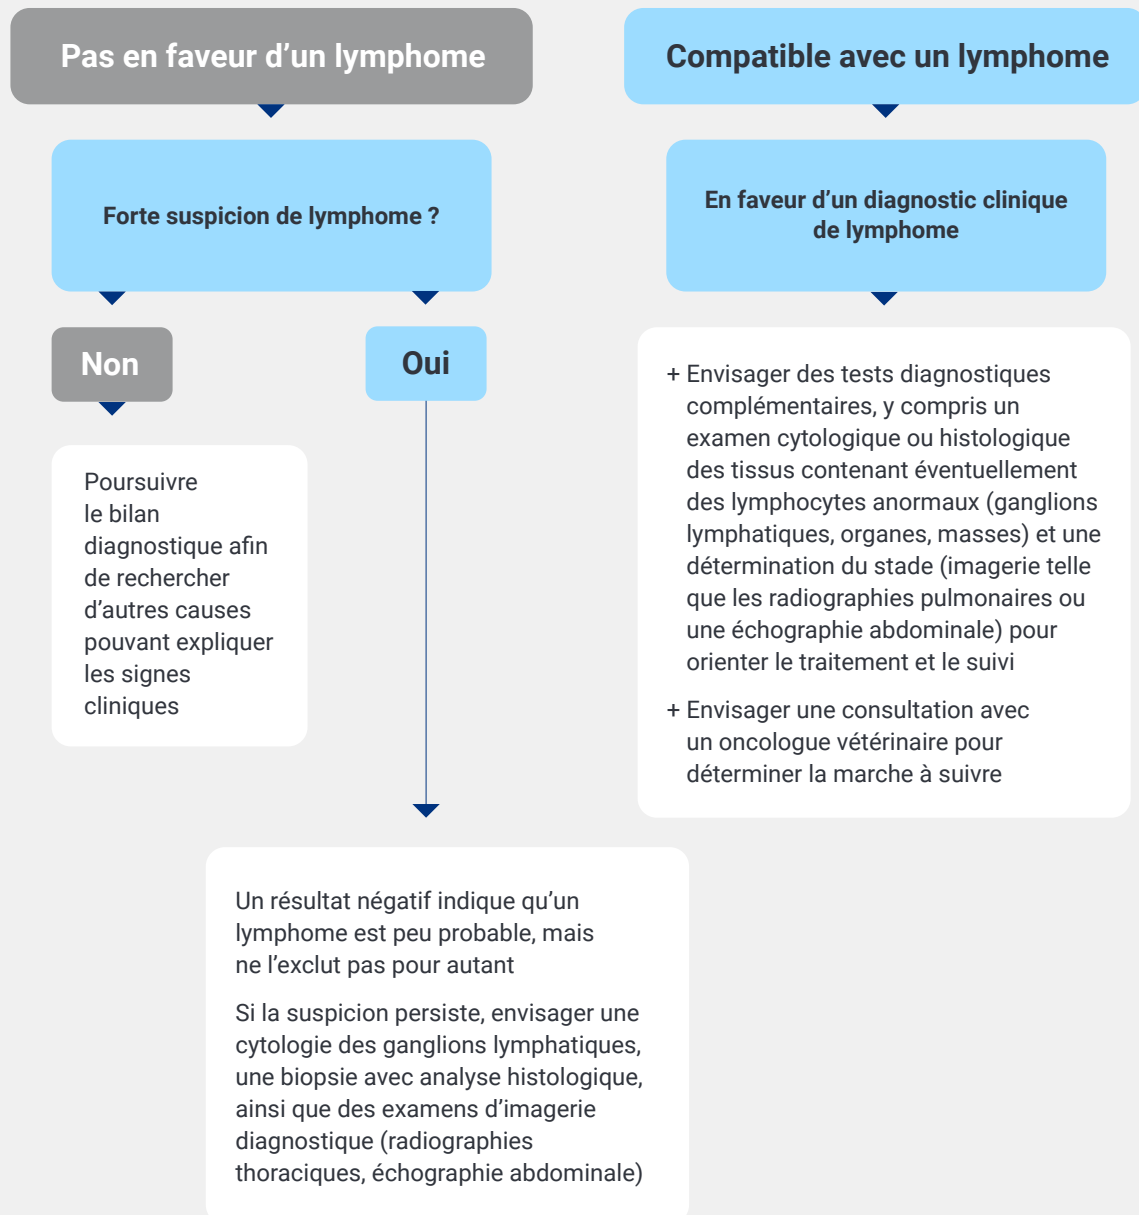 Pas en faveur d’un lymphome
Forte suspicion de lymphome ?
Non
Poursuivre
le bilan
diagnostique afin
de rechercher
d’autres causes
pouvant expliquer
les signes
cliniques
Oui
Un résultat négatif indique qu’un
lymphome est peu probable, mais
ne l’exclut pas pour autant
Si la suspicion persiste, envisager une
cytologie des ganglions lymphatiques,
une biopsie avec analyse histologique,
ainsi que des examens d’imagerie
diagnostique (radiographies
thoraciques, échographie abdominale)
Compatible avec un lymphome
En faveur d’un diagnostic clinique
de lymphome
+ Envisager des tests diagnostiques
complémentaires, y compris un
examen cytologique ou histologique
des tissus contenant éventuellement
des lymphocytes anormaux (ganglions
lymphatiques, organes, masses) et une
détermination du stade (imagerie telle
que les radiographies pulmonaires ou
une échographie abdominale) pour
orienter le traitement et le suivi
+ Envisager une consultation avec
un oncologue vétérinaire pour
déterminer la marche à suivre